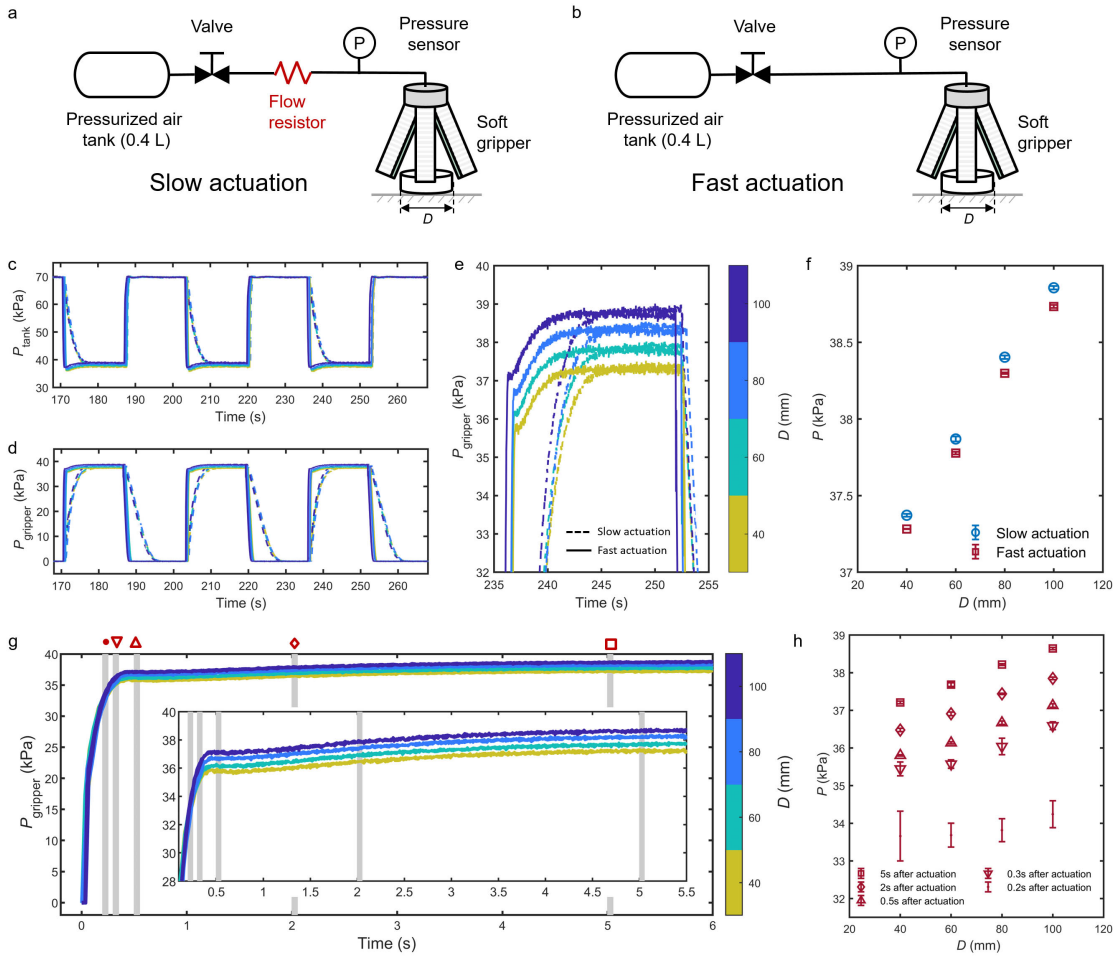 a
Valve
Pressure
sensor
P
Flow
resistor
Pressurized air
tank (0.4 L)
Soft
gripper
Slow actuation
D
b
Valve
Pressure
sensor
P
Pressurized air
tank (0.4 L)
Soft
gripper
Fast actuation
D
c
70
60
50
40
30
P_tank (kPa)
170 180 190 200 210 220 230 240 250 260
Time (s)
d
40
30
20
10
0
P_gripper (kPa)
170 180 190 200 210 220 230 240 250 260
Time (s)
e
40
39
38
37
36
35
34
33
32
P_gripper (kPa)
Slow actuation
Fast actuation
235 240 245 250 255
Time (s)
100
80
60
40
D (mm)
f
39
38.5
38
37.5
37
P (kPa)
Slow actuation
Fast actuation
20 40 60 80 100 120
D (mm)
g
40
35
30
25
20
15
10
5
0
P_gripper (kPa)
38
36
34
32
30
28
0.5 1 1.5 2 2.5 3 3.5 4 4.5 5 5.5
0 1 2 3 4 5 6
Time (s)
100
80
60
40
D (mm)
h
39
38
37
36
35
34
33
32
P (kPa)
5s after actuation
2s after actuation
0.5s after actuation
0.3s after actuation
0.2s after actuation
20 40 60 80 100 120
D (mm)